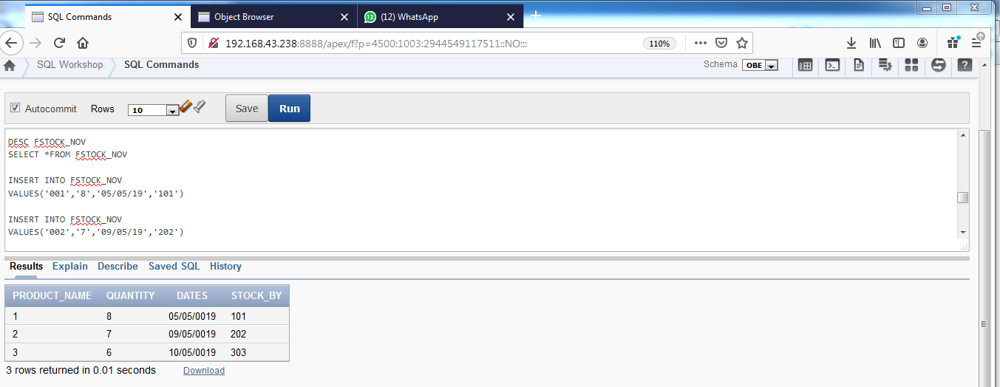 SQL Commands
Object Browser
12
(12) WhatsApp
192.168.43.238:8888/apex/f?p=4500:1003:2944549117511::NO:::
110%
SQL Workshop
SQL Commands
Schema
OBE
Autocommit
Rows
10
Save
Run
DESC FSTOCK_NOV
SELECT *FROM FSTOCK_NOV
INSERT INTO FSTOCK_NOV
VALUES('001','8','05/05/19','101')
INSERT INTO FSTOCK_NOV
VALUES('002','7','09/05/19','202')
Results Explain Describe Saved SQL History
PRODUCT_NAME QUANTITY DATES STOCK_BY
1 8 05/05/0019 101
2 7 09/05/0019 202
3 6 10/05/0019 303
3 rows returned in 0.01 seconds Download